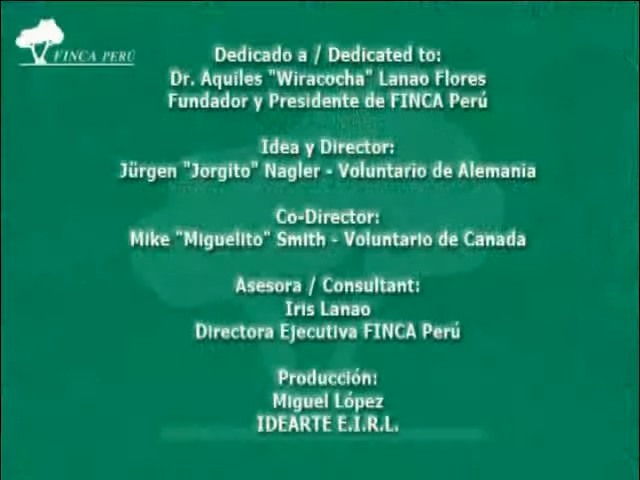 FINCA PERÚ
Dedicado a / Dedicated to:
Dr. Aquiles "Wiracocha" Lanao Flores
Fundador y Presidente de FINCA Perú
Idea y Director:
Jürgen "Jorgito" Nagler - Voluntario de Alemania
Co-Director:
Mike "Miguelito" Smith - Voluntario de Canada
Asesora / Consultant:
Iris Lanao
Directora Ejecutiva FINCA Perú
Producción:
Miguel López
IDEARTE E.I.R.L.